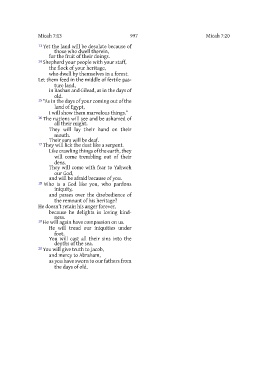 Micah 7:13 997 Micah 7:20
13 Yet the land will be desolate because of
those who dwell therein,
for the fruit of their doings.
14 Shepherd your people with your staff,
the flock of your heritage,
who dwell by themselves in a forest.
Let them feed in the middle of fertile pas-
ture land,
in Bashan and Gilead, as in the days of
old.
15 “As in the days of your coming out of the
land of Egypt,
I will show them marvelous things.”
16 The nations will see and be ashamed of
all their might.
They will lay their hand on their
mouth.
Their ears will be deaf.
17 They will lick the dust like a serpent.
Like crawling things of the earth, they
will come trembling out of their
dens.
They will come with fear to Yahweh
our God,
and will be afraid because of you.
18 Who is a God like you, who pardons
iniquity,
and passes over the disobedience of
the remnant of his heritage?
He doesn’t retain his anger forever,
because he delights in loving kind-
ness.
19 He will again have compassion on us.
He will tread our iniquities under
foot.
You will cast all their sins into the
depths of the sea.
20 You will give truth to Jacob,
and mercy to Abraham,
as you have sworn to our fathers from
the days of old.